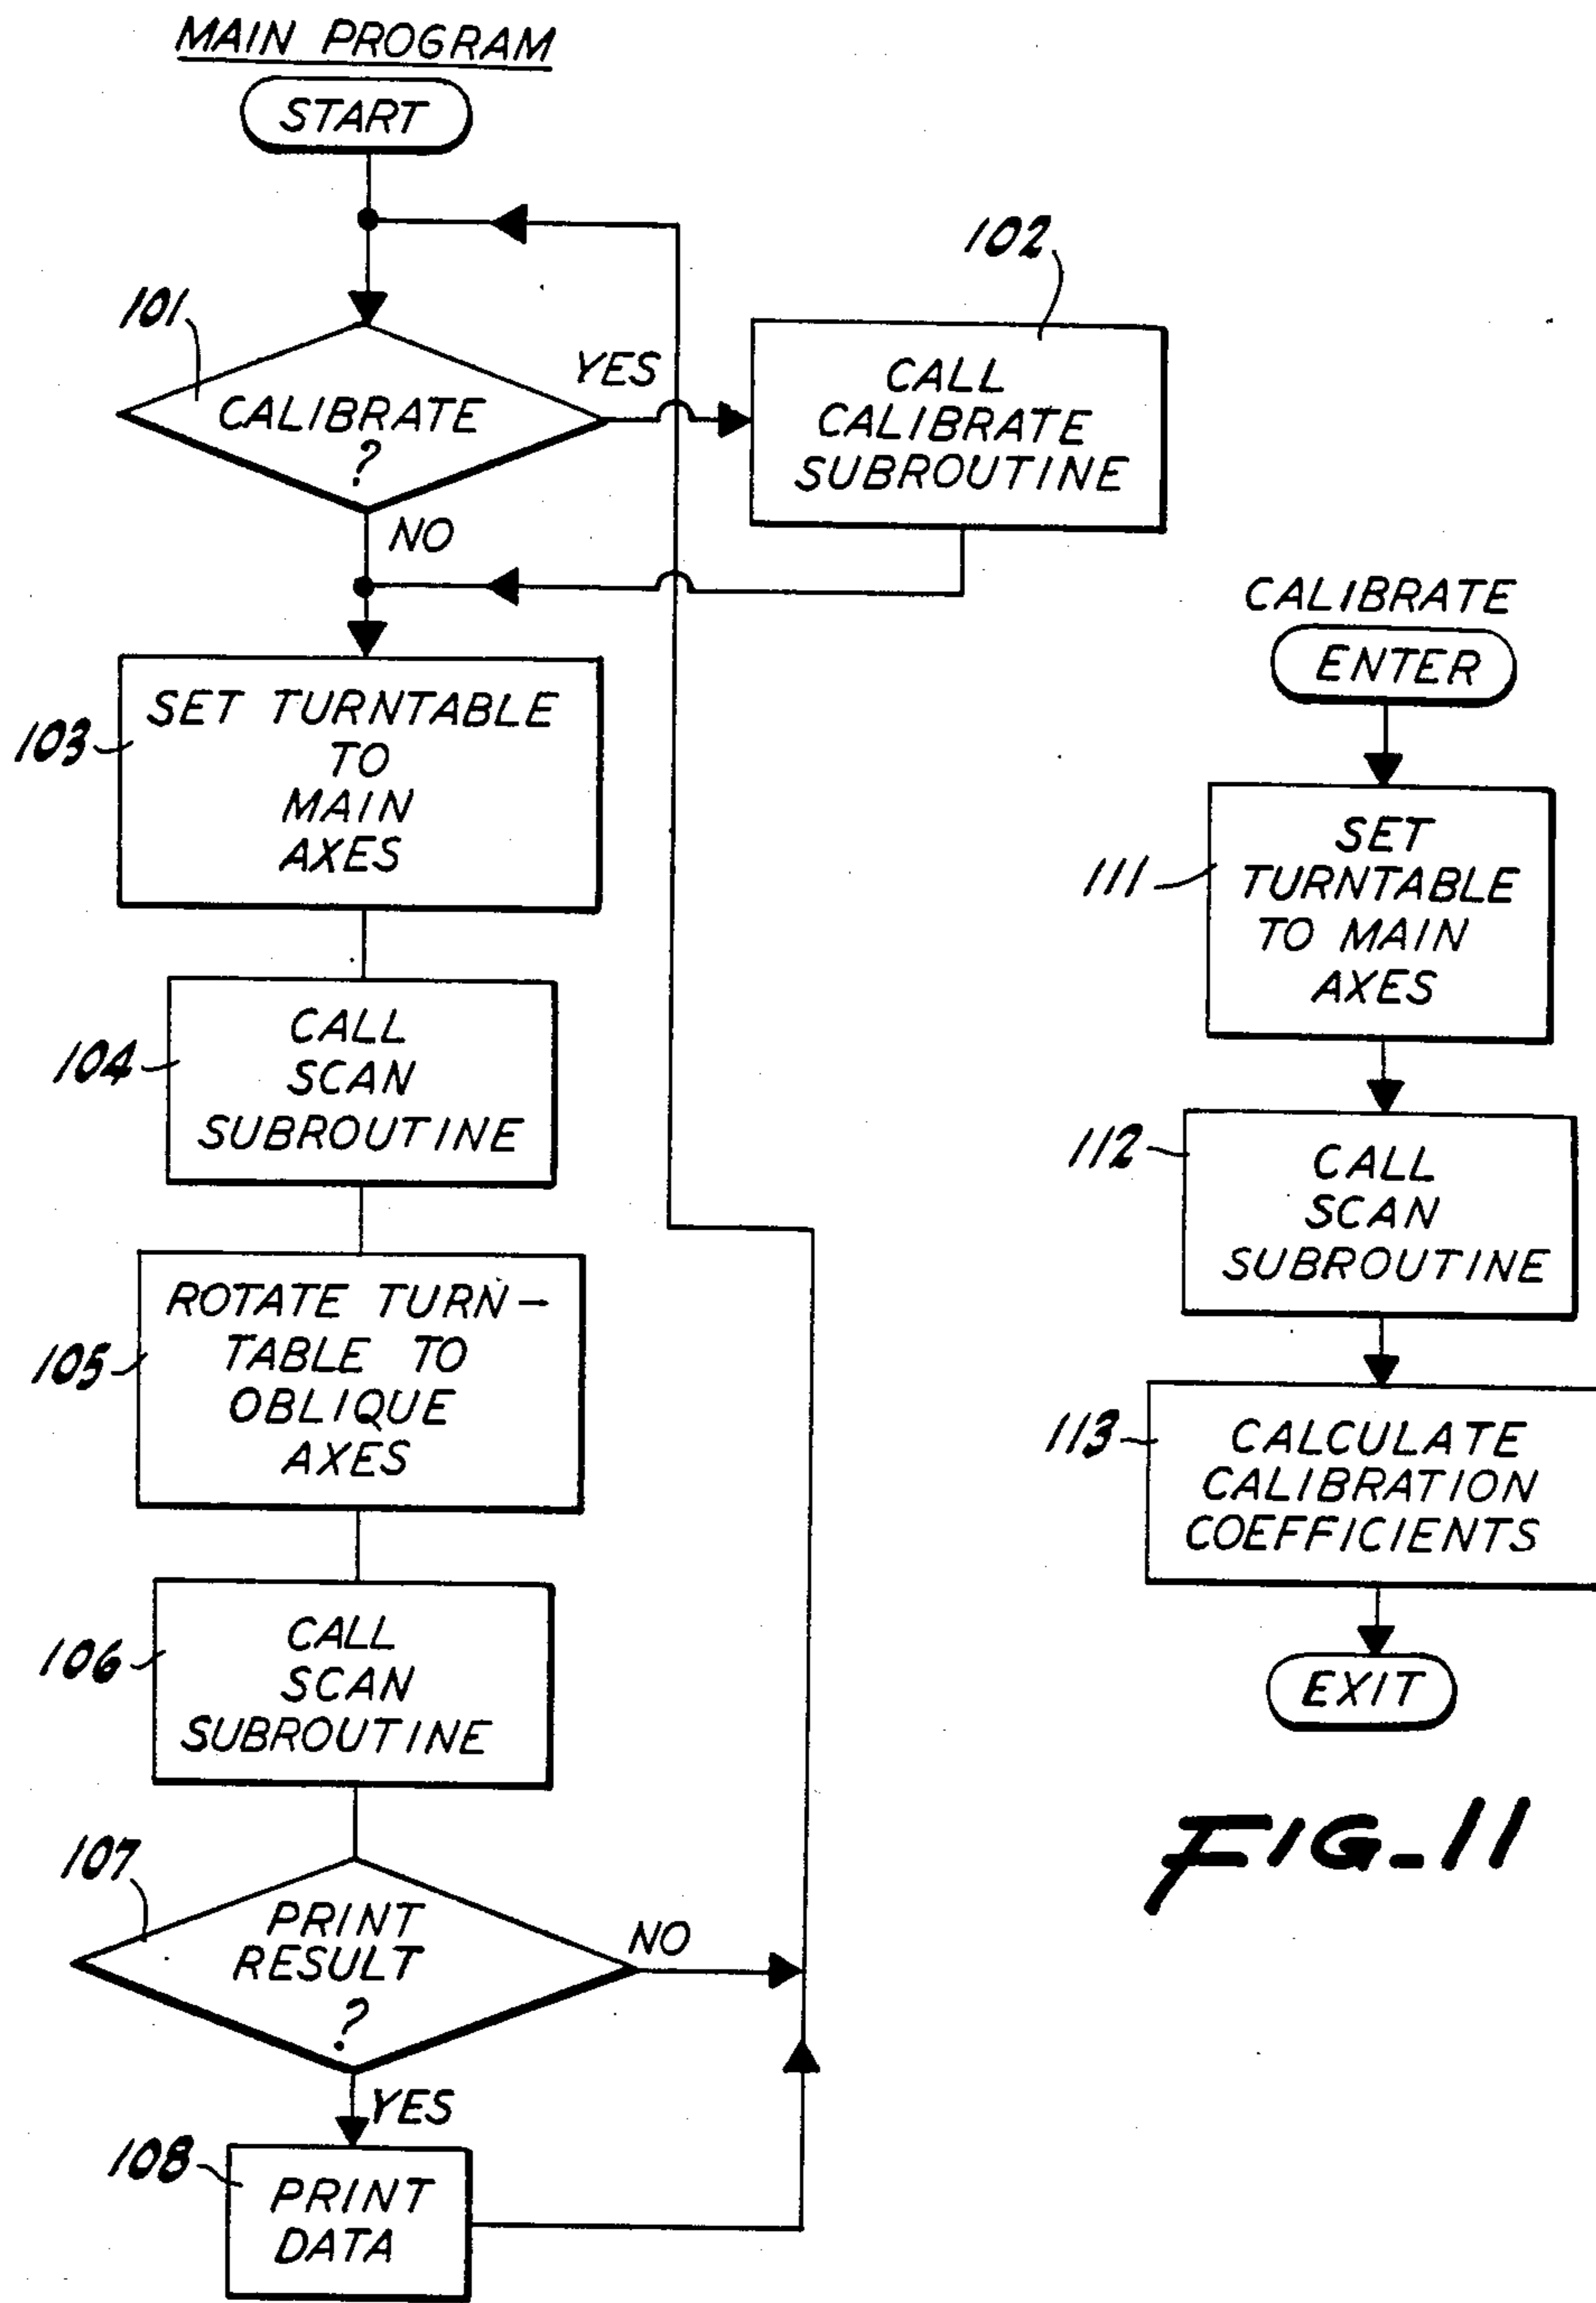 MAIN PROGRAM
START
101
CALIBRATE
?
YES
NO
102
CALL
CALIBRATE
SUBROUTINE
103
SET TURNTABLE
TO
MAIN
AXES
104
CALL
SCAN
SUBROUTINE
105
ROTATE TURN-
TABLE TO
OBLIQUE
AXES
106
CALL
SCAN
SUBROUTINE
107
PRINT
RESULT
?
NO
YES
108
PRINT
DATA
CALIBRATE
ENTER
111
SET
TURNTABLE
TO MAIN
AXES
112
CALL
SCAN
SUBROUTINE
113
CALCULATE
CALIBRATION
COEFFICIENTS
EXIT
FIG-11